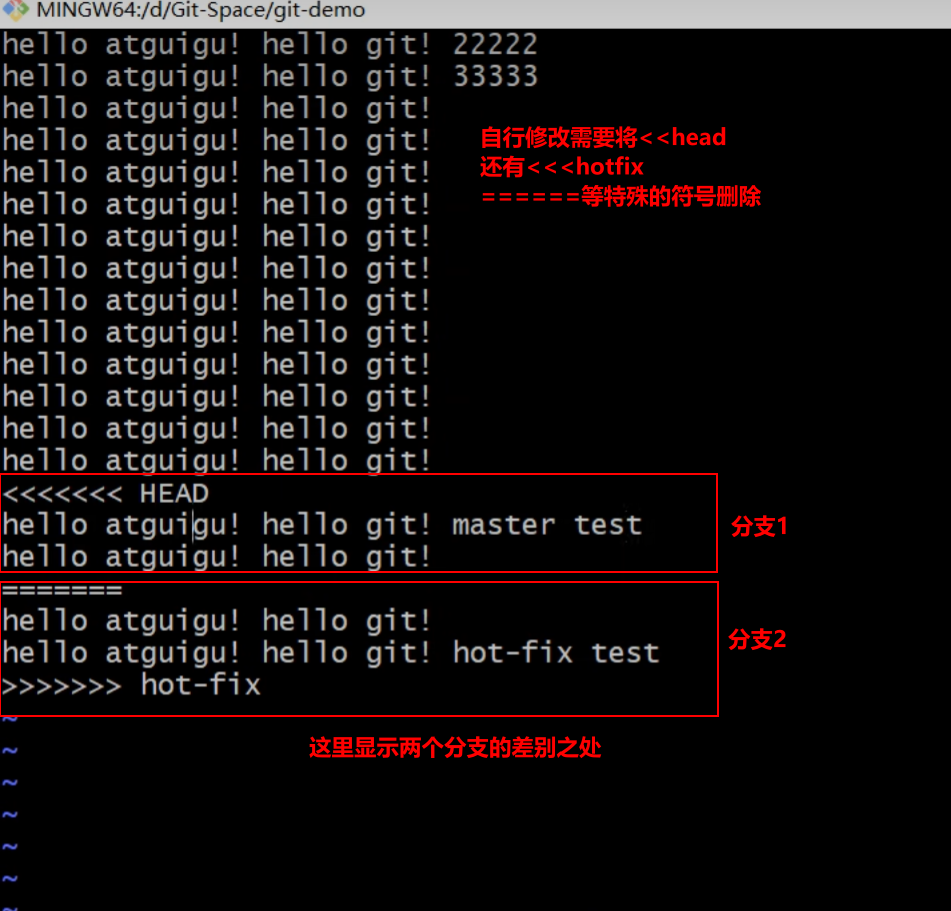 MINGW64:/d/Git-Space/git-demo
hello atguigu! hello git! 22222
hello atguigu! hello git! 33333
hello atguigu! hello git!
hello atguigu! hello git!
自行修改需要将<<head
还有<<<hotfix
======等特殊的符号删除
hello atguigu! hello git!
hello atguigu! hello git!
hello atguigu! hello git!
hello atguigu! hello git!
hello atguigu! hello git!
hello atguigu! hello git!
hello atguigu! hello git!
hello atguigu! hello git!
hello atguigu! hello git!
hello atguigu! hello git!
<<<<<<< HEAD
hello atguigu! hello git! master test
分支1
hello atguigu! hello git!
=======
hello atguigu! hello git!
分支2
hello atguigu! hello git! hot-fix test
>>>>>>> hot-fix
~
这里显示两个分支的差别之处
~
~
~
~
~
~